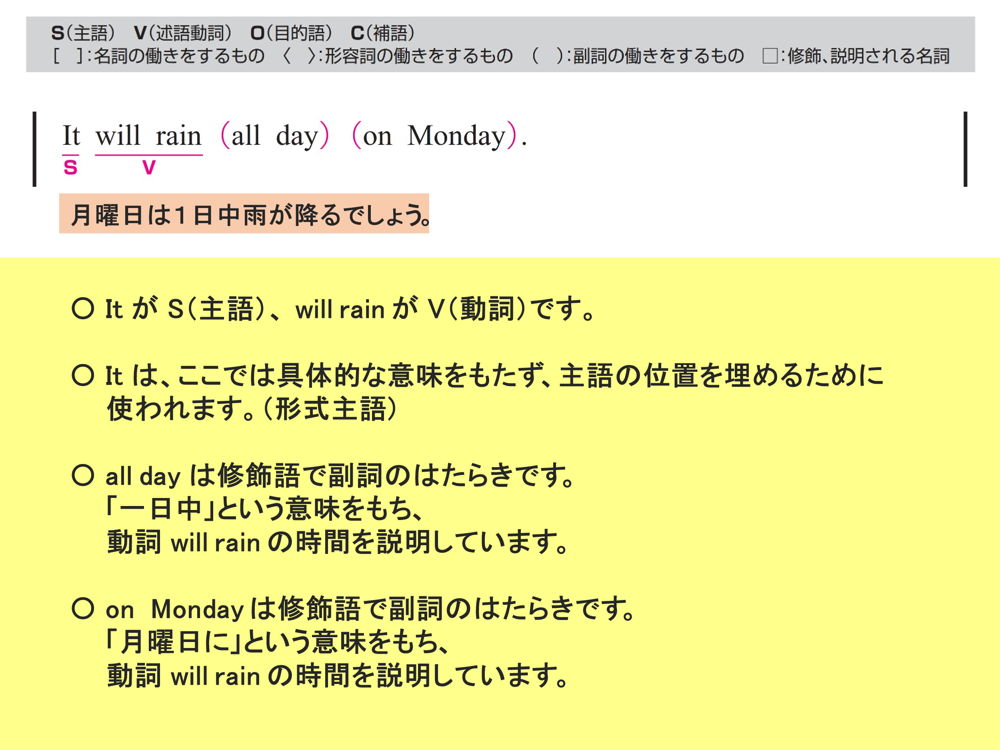 S（主語）　V（述語動詞）　O（目的語）　C（補語）
［　］：名詞の働きをするもの　〈　〉：形容詞の働きをするもの　（　）：副詞の働きをするもの　□：修飾、説明される名詞
It will rain （all day）（on Monday）.
S V
月曜日は１日中雨が降るでしょう。
〇 It が S（主語）、will rain が V（動詞）です。
〇 It は、ここでは具体的な意味をもたず、主語の位置を埋めるために
使われます。（形式主語）
〇 all day は修飾語で副詞のはたらきです。
「一日中」という意味をもち、
動詞 will rain の時間を説明しています。
〇 on Monday は修飾語で副詞のはたらきです。
「月曜日に」という意味をもち、
動詞 will rain の時間を説明しています。